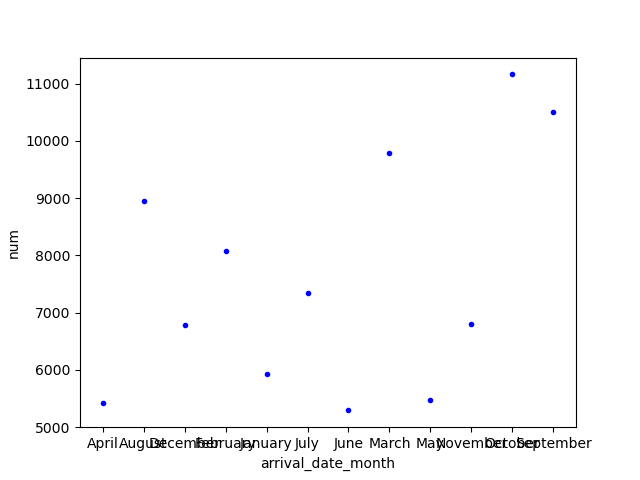 11000
10000
9000
8000
7000
6000
5000
num
April August December February January July June March May November October September
arrival_date_month